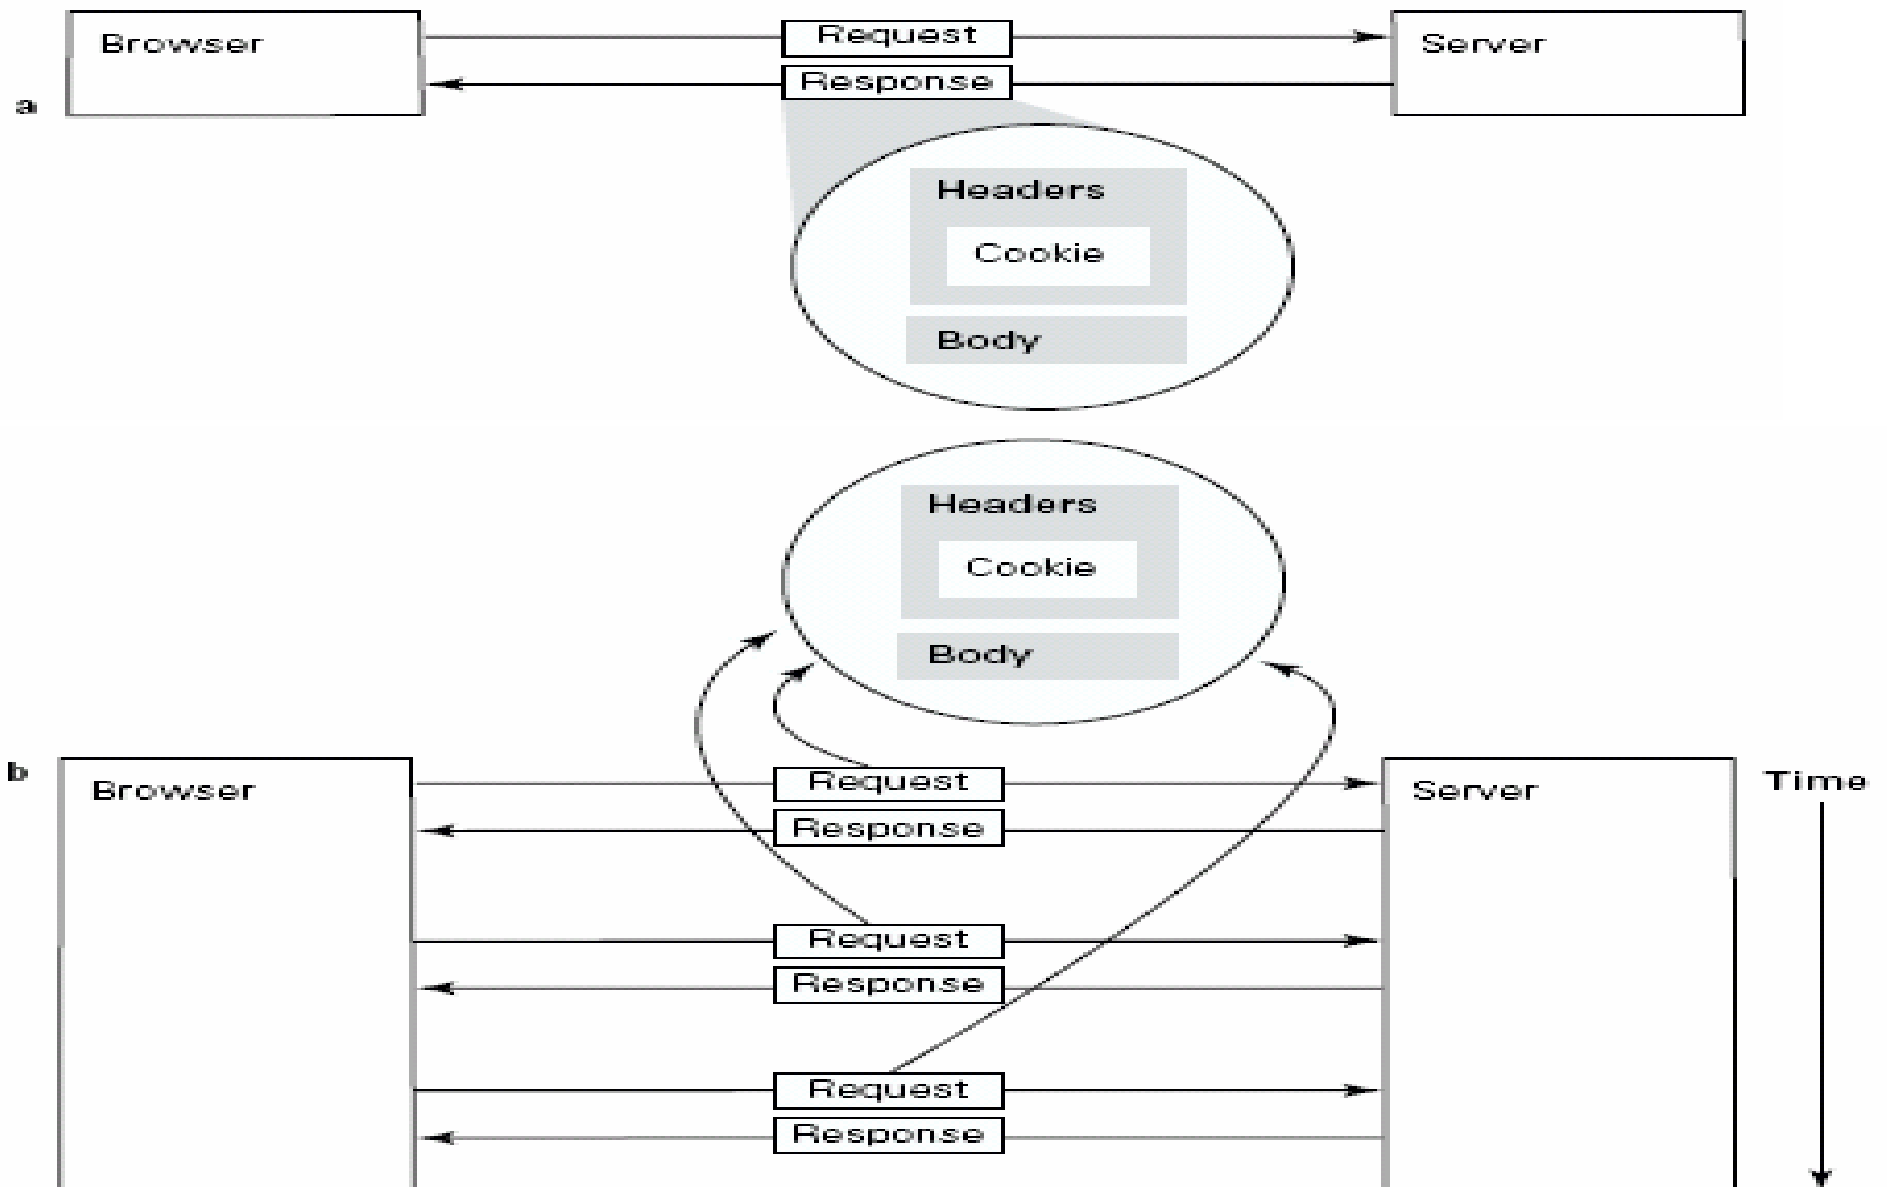 Browser
Request
Server
Response
a
Headers
Cookie
Body
Headers
Cookie
Body
b
Browser
Request
Server
Time
Response
Request
Response
Request
Response